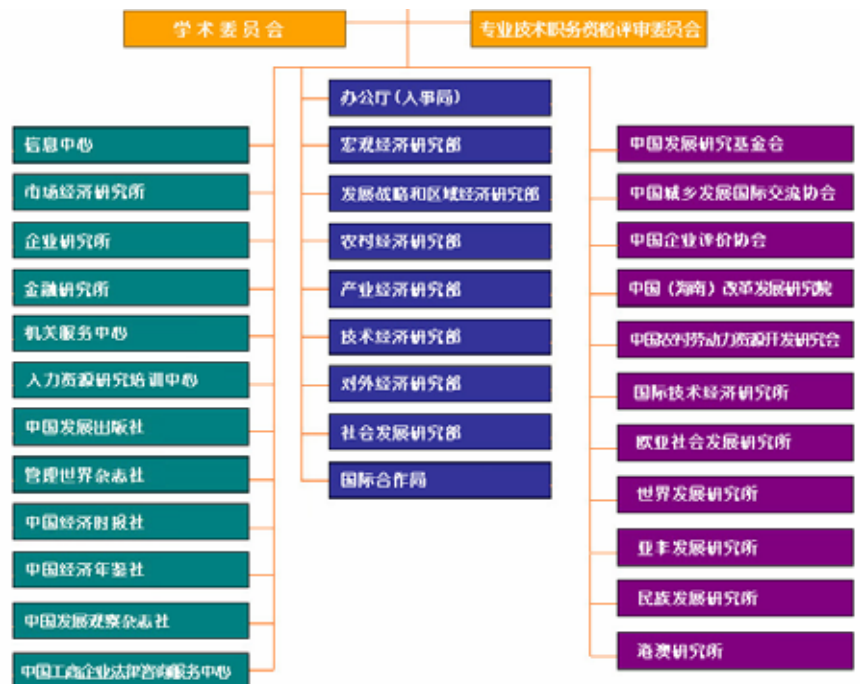 学术委员会
专业技术职务资格评审委员会
办公厅(人事局)
宏观经济研究部
发展战略和区域经济研究部
农村经济研究部
产业经济研究部
技术经济研究部
对外经济研究部
社会发展研究部
国际合作局
信息中心
市场经济研究所
企业研究所
金融研究所
机关服务中心
人力资源研究培训中心
中国发展出版社
管理世界杂志社
中国经济时报社
中国经济年鉴社
中国发展观察杂志社
中国工商企业法律咨询服务中心
中国发展研究基金会
中国城乡发展国际交流协会
中国企业评价协会
中国（海南）改革发展研究院
中国农村劳动力资源开发研究会
国际技术经济研究所
欧亚社会发展研究所
世界发展研究所
亚非发展研究所
民族发展研究所
港澳研究所